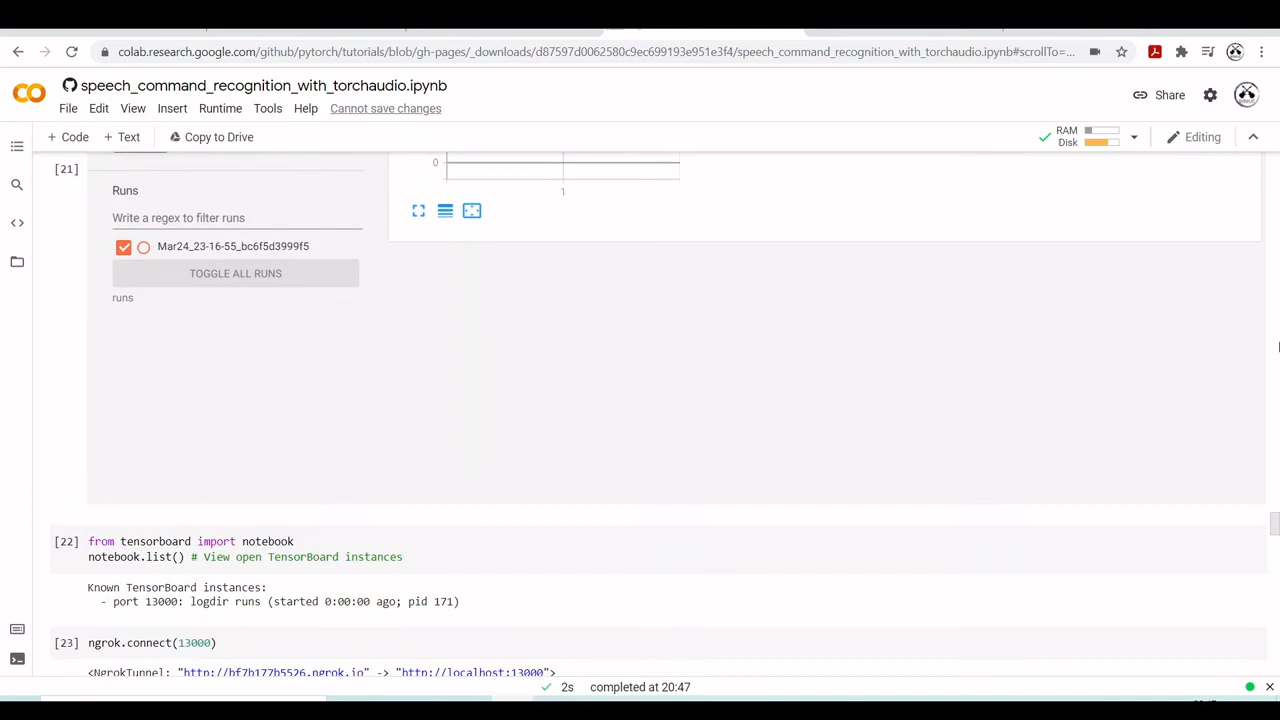 colab.research.google.com/github/pytorch/tutorials/blob/gh-pages/_downloads/d87597d0062580c9ec699193e951e3f4/speech_command_recognition_with_torchaudio.ipynb#scrollTo=...
speech_command_recognition_with_torchaudio.ipynb
File Edit View Insert Runtime Tools Help Cannot save changes
Share
+ Code + Text Copy to Drive
RAM
Disk
Editing
[21]
0
1
Runs
Write a regex to filter runs
Mar24_23-16-55_bc6f5d3999f5
TOGGLE ALL RUNS
runs
[22] from tensorboard import notebook
notebook.list() # View open TensorBoard instances
Known TensorBoard instances:
- port 13000: logdir runs (started 0:00:00 ago; pid 171)
[23] ngrok.connect(13000)
<NgrokTunnel: "http://bf7b177b5526.ngrok.io" -> "http://localhost:13000">
2s completed at 20:47